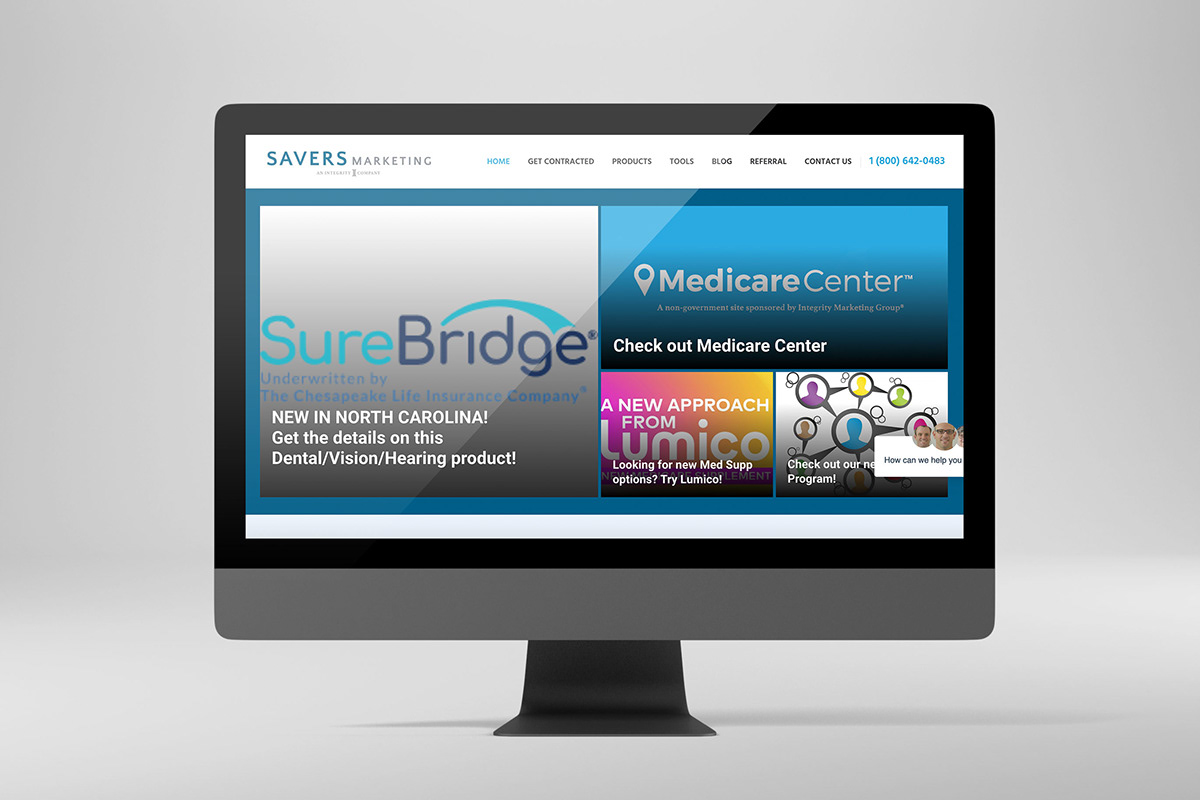 SAVERS MARKETING
AN INTEGRITY COMPANY
HOME GET CONTRACTED PRODUCTS TOOLS BLOG REFERRAL CONTACT US 1 (800) 642-0483
SureBridge®
Underwritten by
The Chesapeake Life Insurance Company®
NEW IN NORTH CAROLINA!
Get the details on this
Dental/Vision/Hearing product!
MedicareCenter™
A non-government site sponsored by Integrity Marketing Group®
Check out Medicare Center
A NEW APPROACH
FROM
Lumico
NEW MEDICARE SUPPLEMENT
Looking for new Med Supp
options? Try Lumico!
Check out our ne
Program!
How can we help you